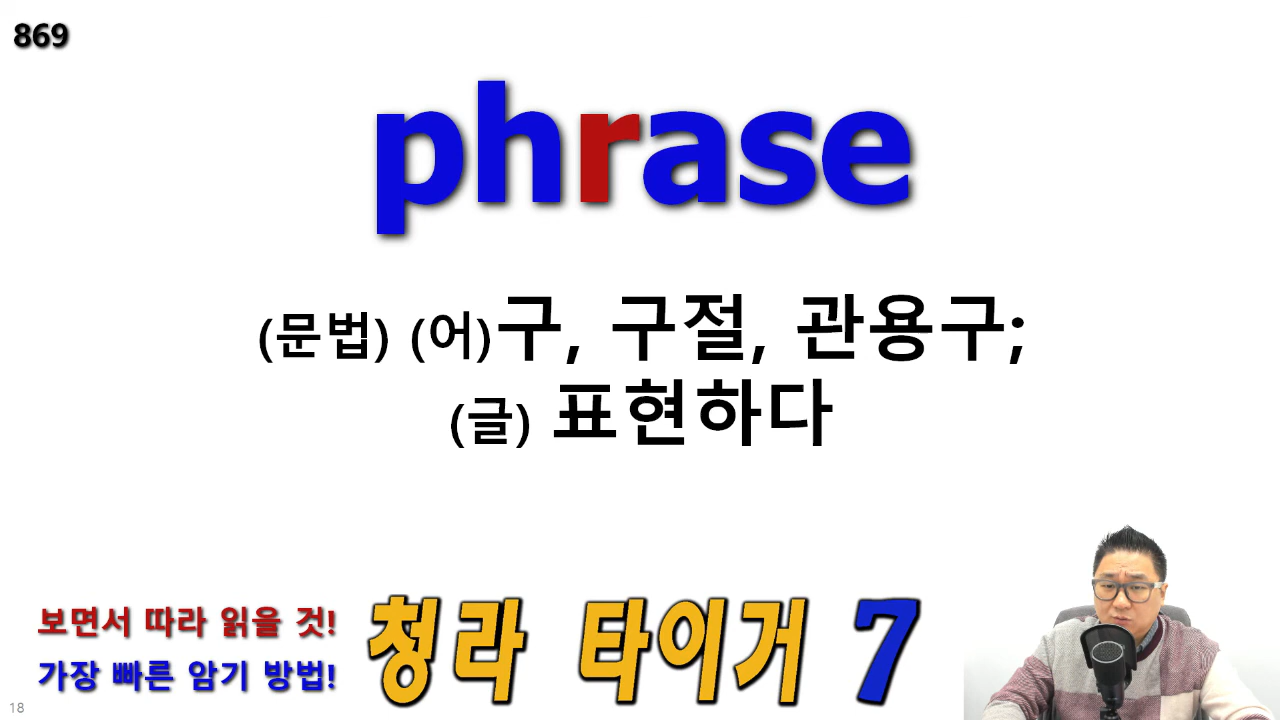 869
phrase
(문법) (어)구, 구절, 관용구;
(글) 표현하다
보면서 따라 읽을 것!
가장 빠른 암기 방법!
청라 타이거 7
18